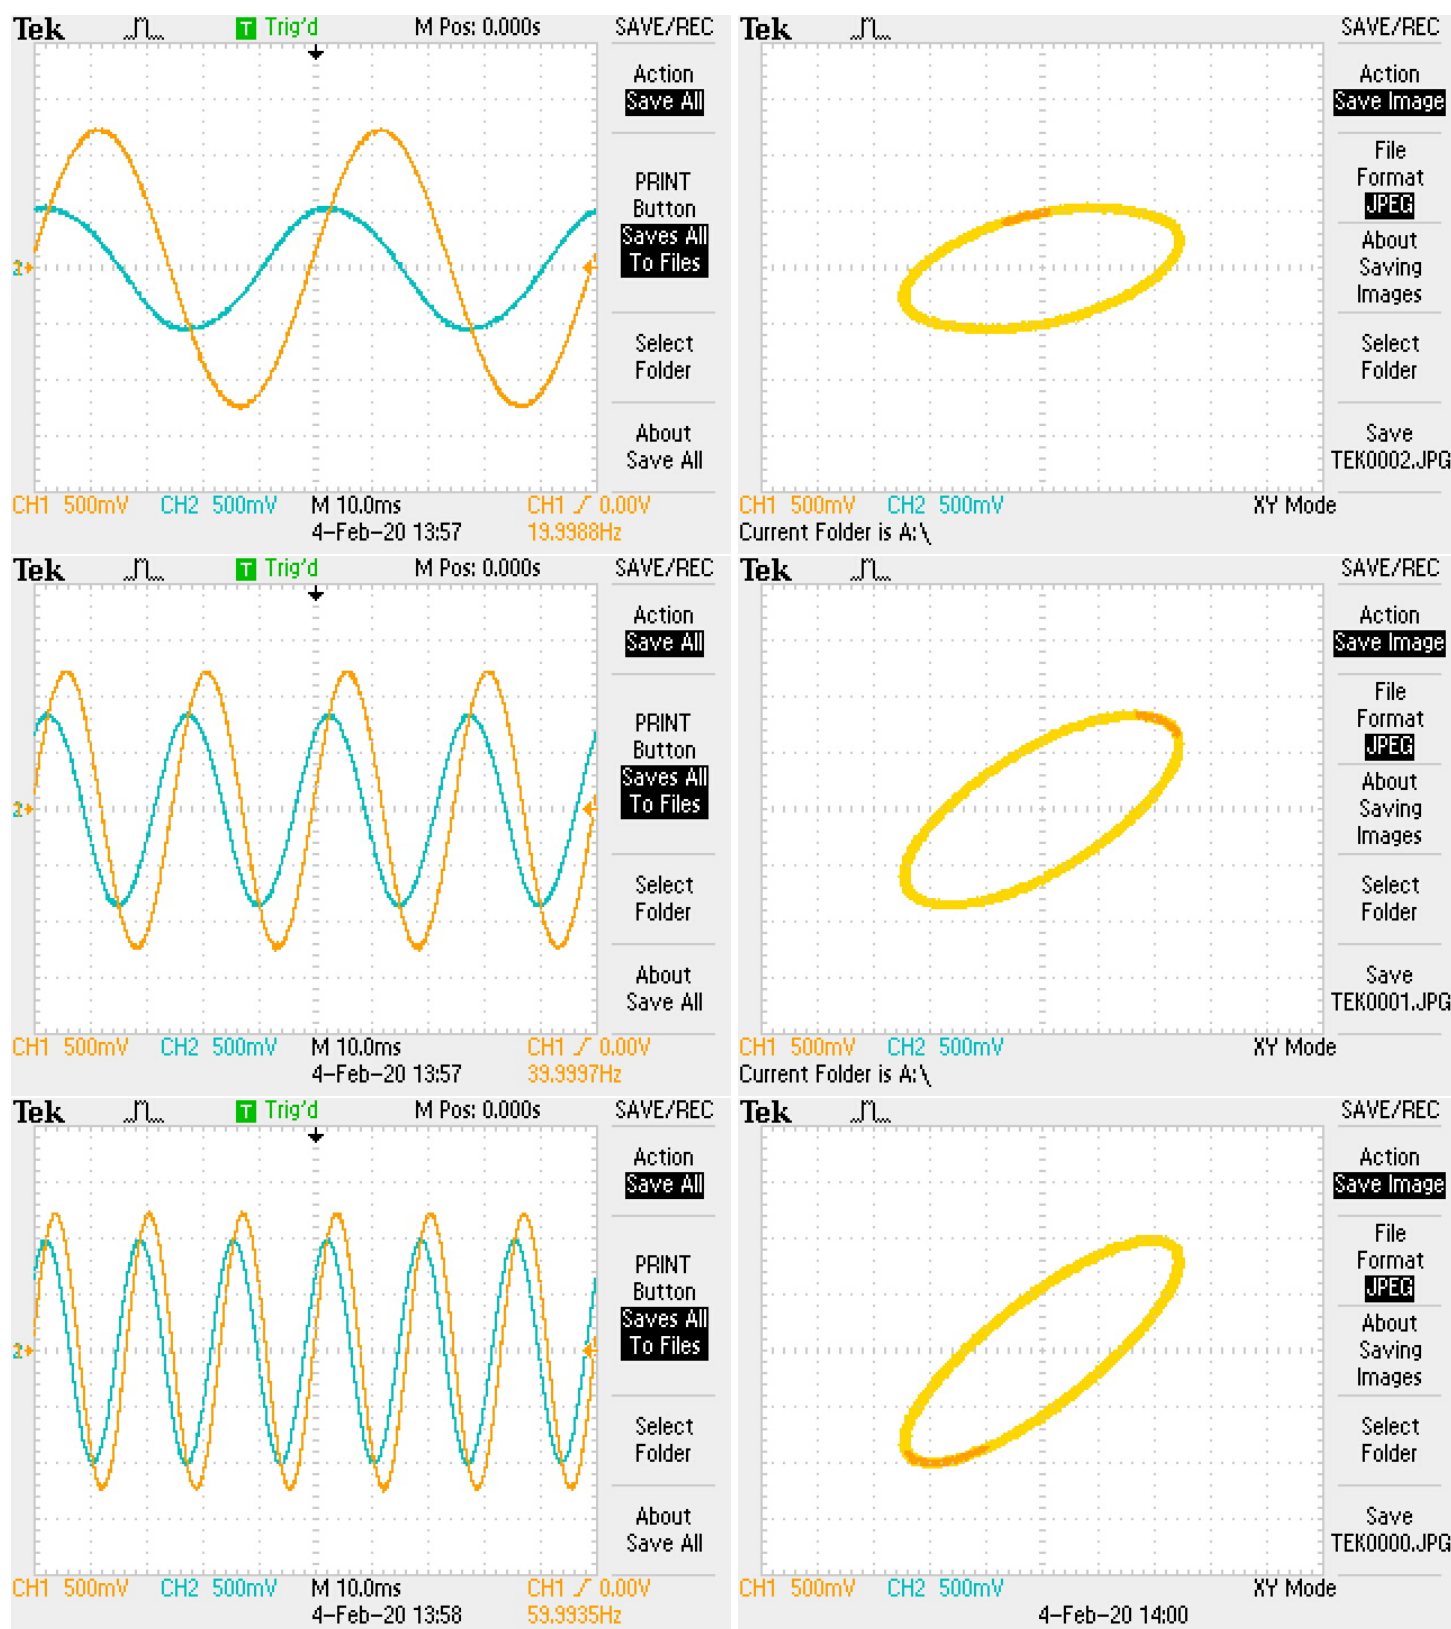 Tek T Trig'd M Pos: 0.000s SAVE/REC
Action
Save All
PRINT
Button
Saves All
To Files
Select
Folder
About
Save All
2
CH1 500mV CH2 500mV M 10.0ms CH1 0.00V
4-Feb-20 13:57 19.9988Hz
Tek SAVE/REC
Action
Save Image
File
Format
JPEG
About
Saving
Images
Select
Folder
Save
TEK0002.JPG
CH1 500mV CH2 500mV XY Mode
Current Folder is A:\
Tek T Trig'd M Pos: 0.000s SAVE/REC
Action
Save All
PRINT
Button
Saves All
To Files
Select
Folder
About
Save All
2
CH1 500mV CH2 500mV M 10.0ms CH1 0.00V
4-Feb-20 13:57 39.9997Hz
Tek SAVE/REC
Action
Save Image
File
Format
JPEG
About
Saving
Images
Select
Folder
Save
TEK0001.JPG
CH1 500mV CH2 500mV XY Mode
Current Folder is A:\
Tek T Trig'd M Pos: 0.000s SAVE/REC
Action
Save All
PRINT
Button
Saves All
To Files
Select
Folder
About
Save All
2
CH1 500mV CH2 500mV M 10.0ms CH1 0.00V
4-Feb-20 13:58 59.9935Hz
Tek SAVE/REC
Action
Save Image
File
Format
JPEG
About
Saving
Images
Select
Folder
Save
TEK0000.JPG
CH1 500mV CH2 500mV XY Mode
4-Feb-20 14:00